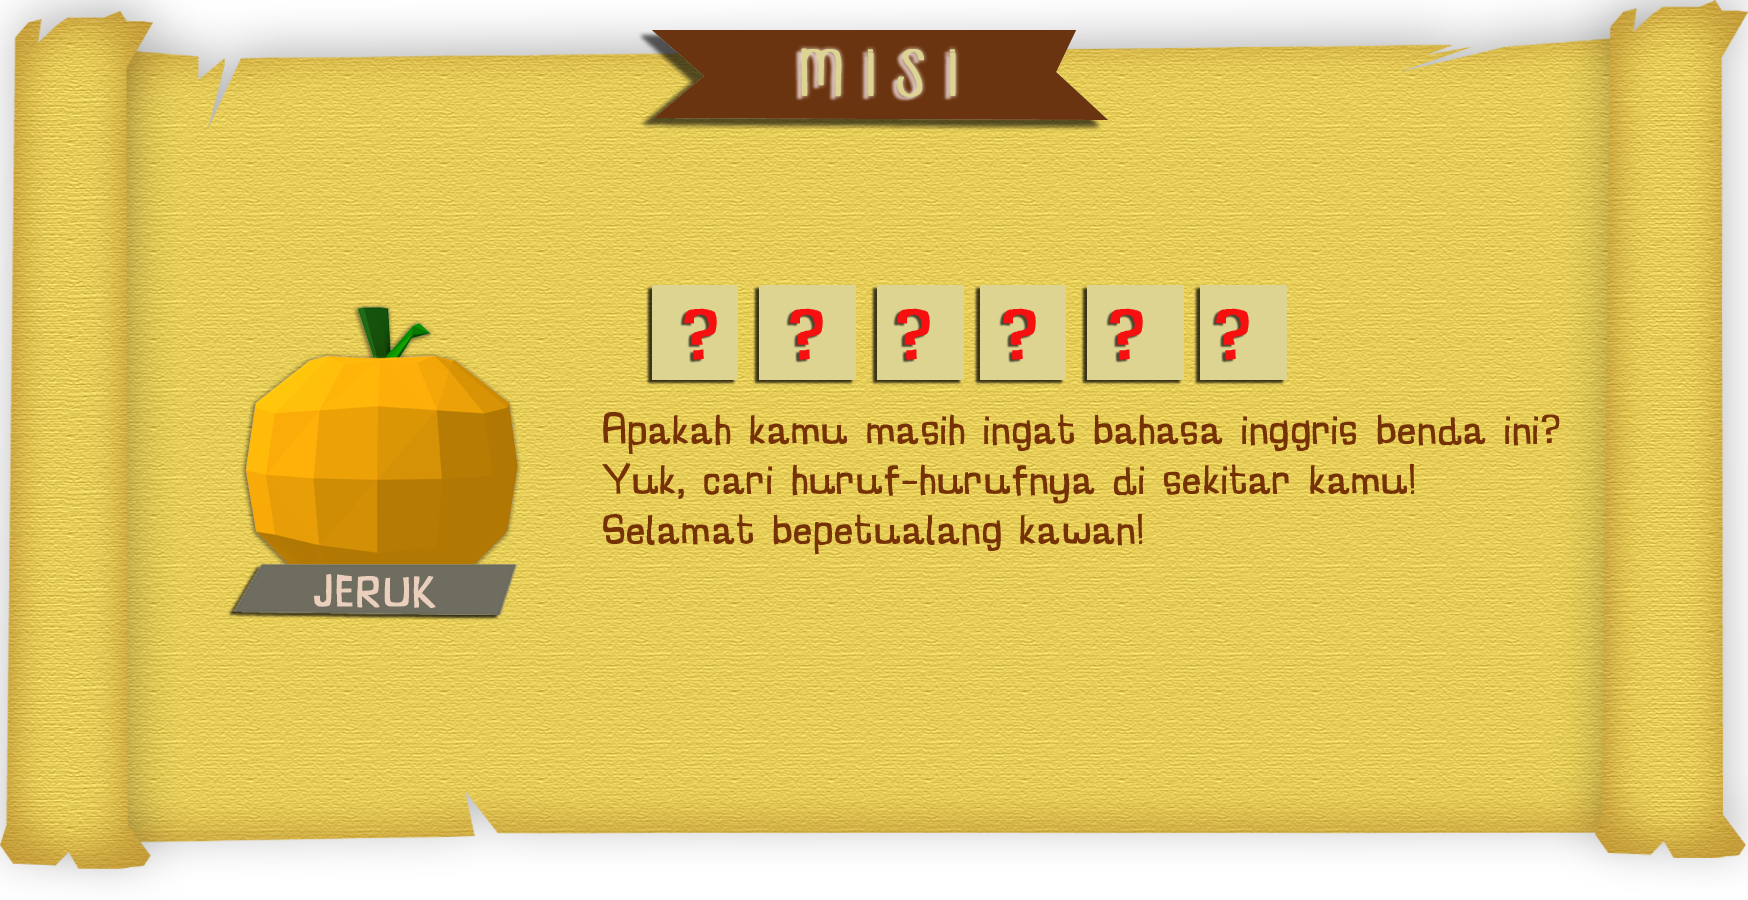 MISI
? ? ? ? ? ?
Apakah kamu masih ingat bahasa inggris benda ini?
Yuk, cari huruf-hurufnya di sekitar kamu!
Selamat bepetualang kawan!
JERUK